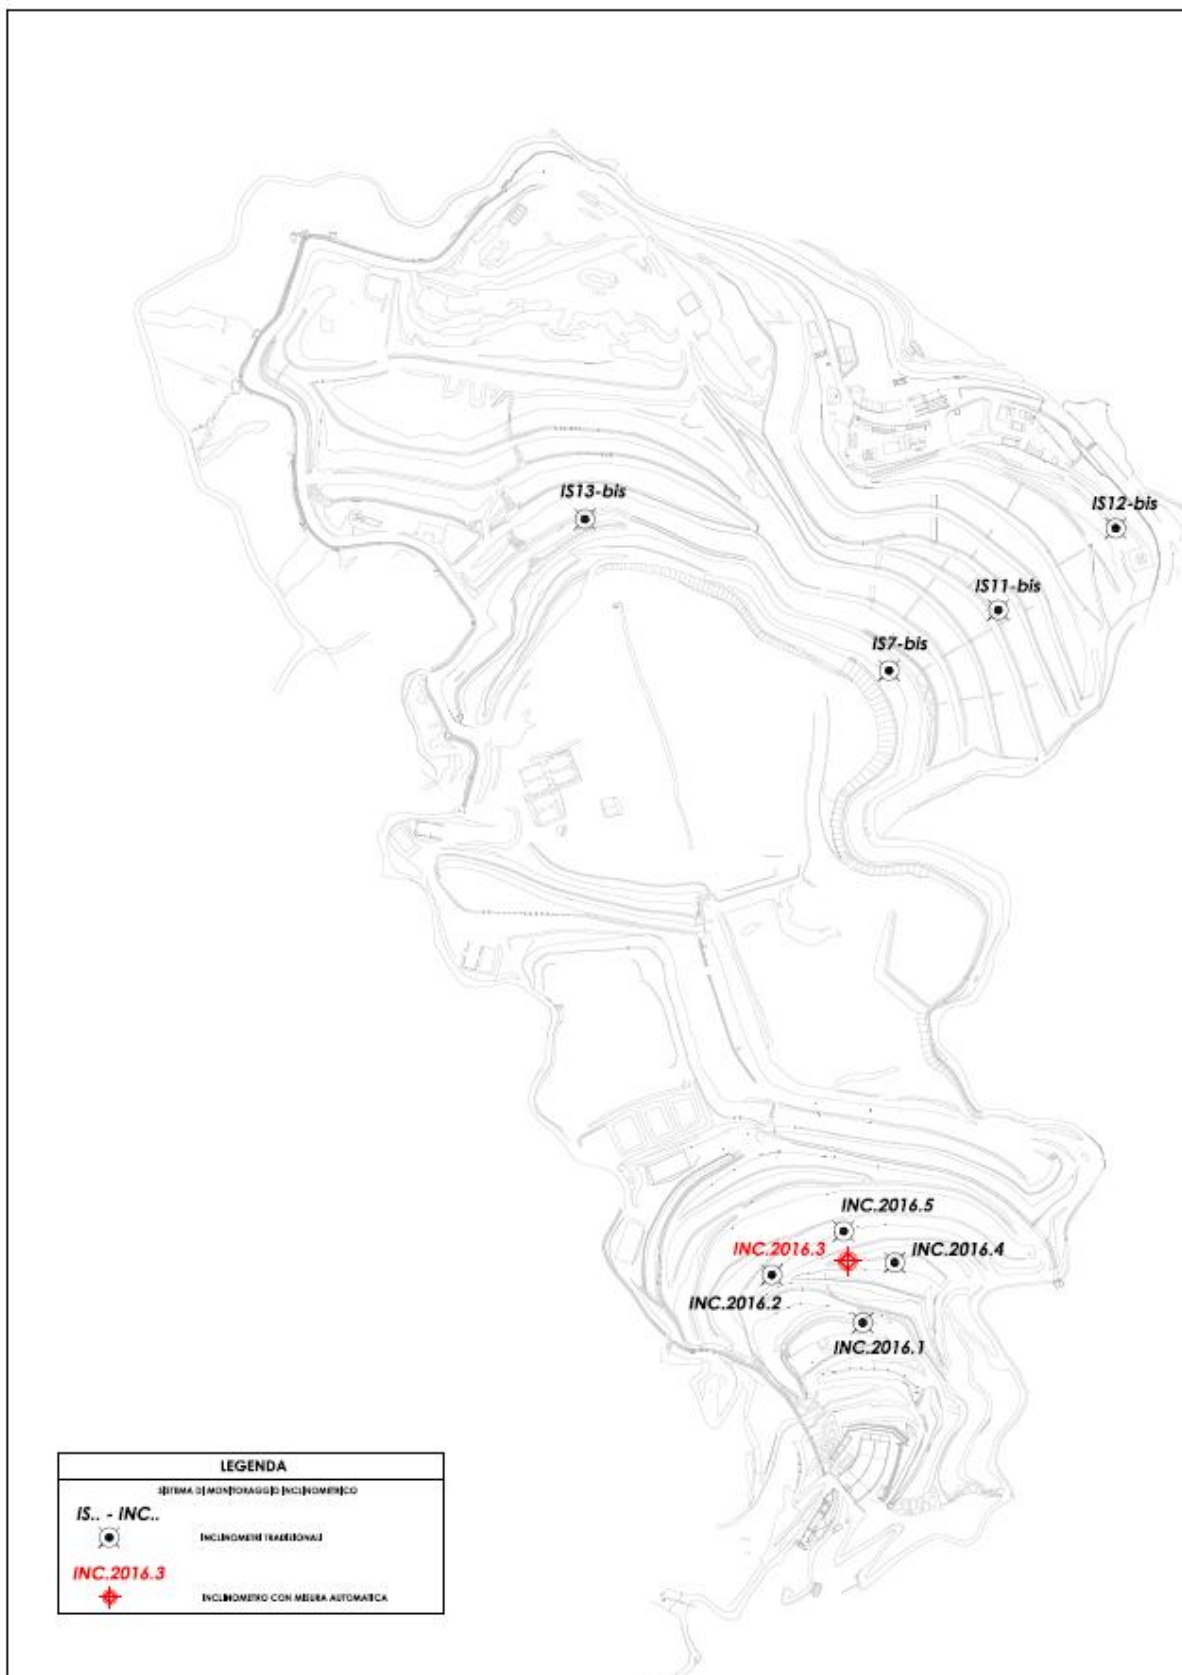 IS13-bis
IS12-bis
IS11-bis
IS7-bis
INC.2016.5
INC.2016.3
INC.2016.4
INC.2016.2
INC.2016.1
LEGENDA
SISTEMA DI MONITORAGGIO INCLINOMETRICO
IS.. - INC..
INCLINOMETRI TRADIZIONALI
INC.2016.3
INCLINOMETRO CON MISURA AUTOMATICA